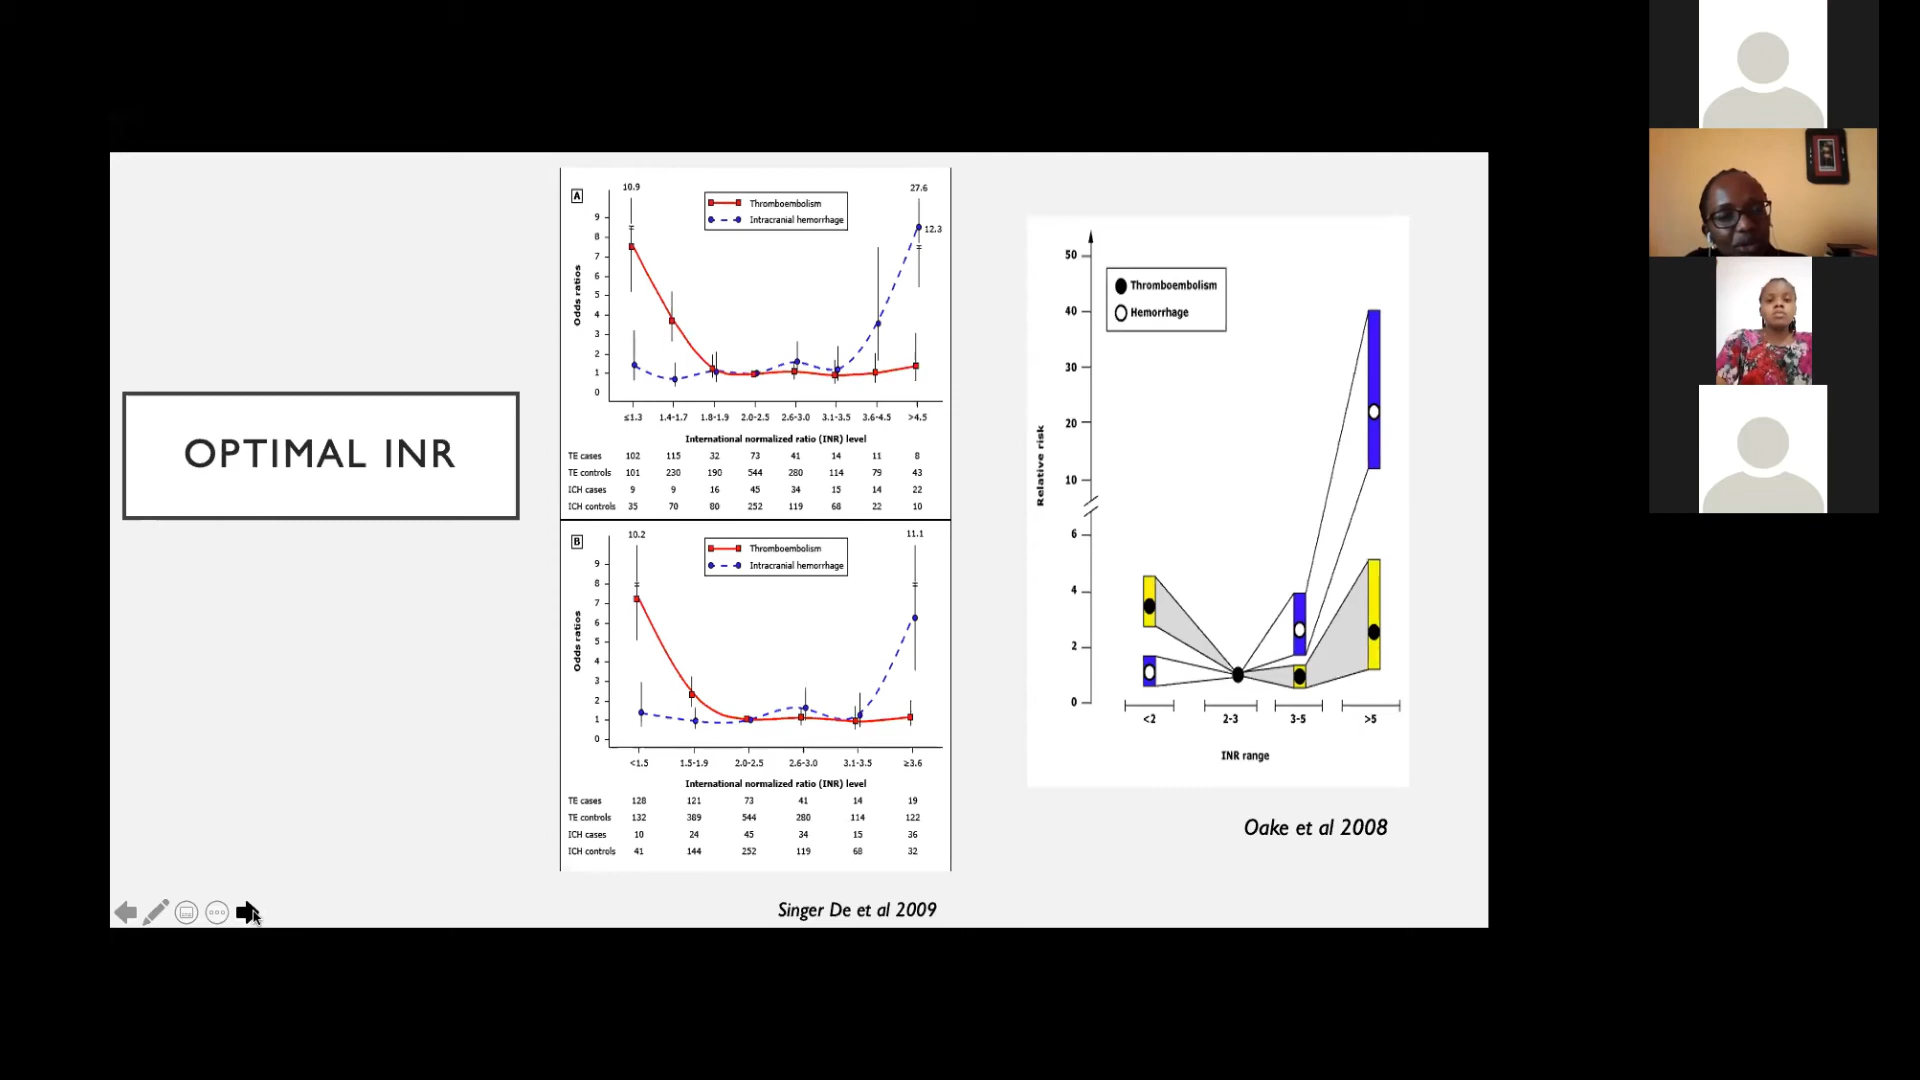 OPTIMAL INR
A
10.9
27.6
12.3
Thromboembolism
Intracranial hemorrhage
Odds ratios
9
8
7
6
5
4
3
2
1
0
≤1.3 1.4-1.7 1.8-1.9 2.0-2.5 2.6-3.0 3.1-3.5 3.6-4.5 >4.5
International normalized ratio (INR) level
TE cases 102 115 32 73 41 14 11 8
TE controls 101 230 190 544 280 114 79 43
ICH cases 9 9 16 45 34 15 14 22
ICH controls 35 70 80 252 119 68 22 10
B
10.2
11.1
Thromboembolism
Intracranial hemorrhage
Odds ratios
9
8
7
6
5
4
3
2
1
0
<1.5 1.5-1.9 2.0-2.5 2.6-3.0 3.1-3.5 ≥3.6
International normalized ratio (INR) level
TE cases 128 121 73 41 14 19
TE controls 132 389 544 280 114 122
ICH cases 10 24 45 34 15 36
ICH controls 41 144 252 119 68 32
Singer De et al 2009
Thromboembolism
Hemorrhage
Relative risk
50
40
30
20
10
6
4
2
0
<2 2-3 3-5 >5
INR range
Oake et al 2008